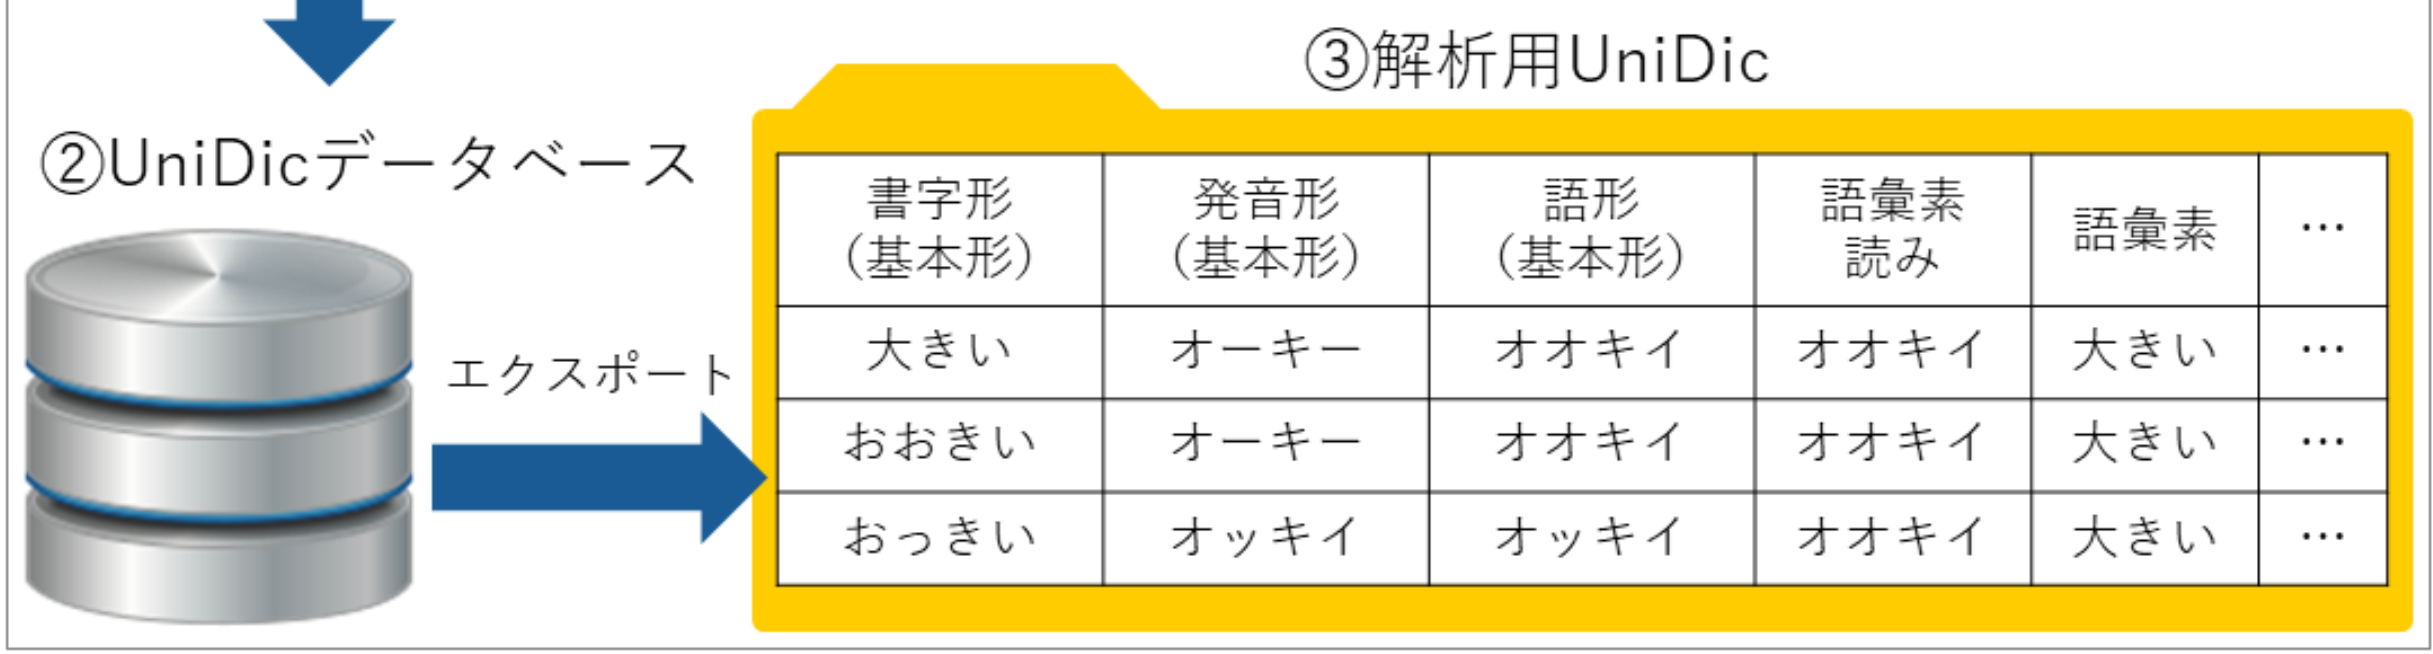 ③解析用UniDic
②UniDicデータベース
エクスポート
書字形
(基本形)
発音形
(基本形)
語形
(基本形)
語彙素
読み
語彙素
…
大きい オーキー オオキイ オオキイ 大きい …
おおきい オーキー オオキイ オオキイ 大きい …
おっきい オッキイ オッキイ オオキイ 大きい …